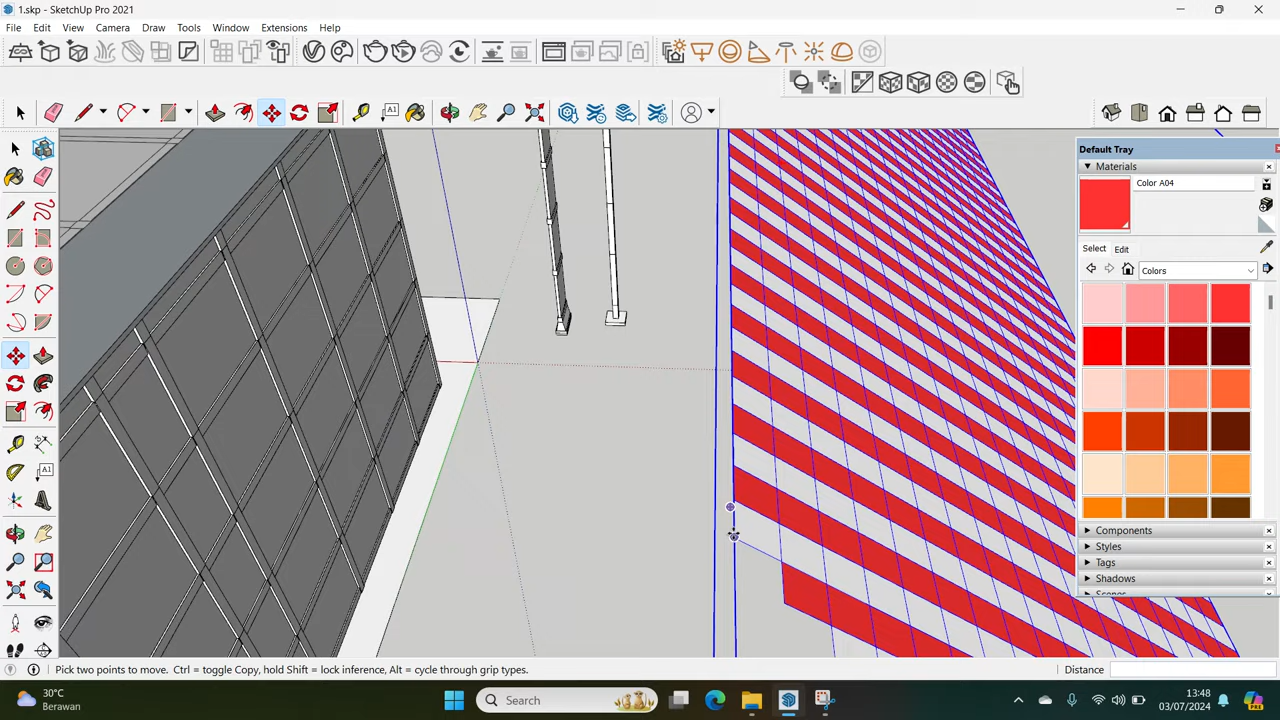 1.skp - SketchUp Pro 2021
File Edit View Camera Draw Tools Window Extensions Help
A1
Default Tray
Materials
Color A04
Select Edit
Colors
A1
Components
Styles
Tags
Shadows
Pick two points to move. Ctrl = toggle Copy, hold Shift = lock inference, Alt = cycle through grip types.
Distance
30°C
Berawan
Search
13:48
03/07/2024